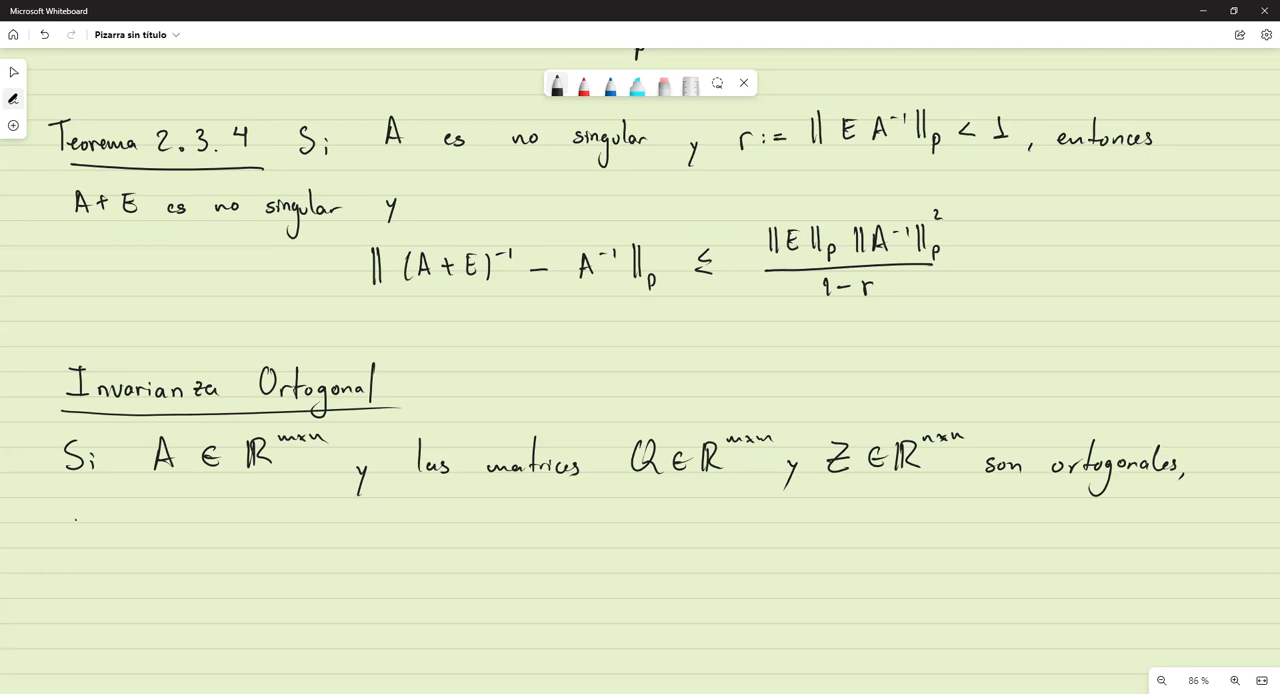 Microsoft Whiteboard
Pizarra sin título
Teorema 2.3.4 Si A es no singular y r := ‖ E A⁻¹ ‖ₚ < 1, entonces
A + E es no singular y
‖ (A + E)⁻¹ − A⁻¹ ‖ₚ ≤ ‖E‖ₚ ‖A⁻¹‖ₚ² / 1 − r
Invarianza Ortogonal
Si A ∈ ℝᵐˣⁿ y las matrices Q ∈ ℝᵐˣᵐ y Z ∈ ℝⁿˣⁿ son ortogonales,
86 %